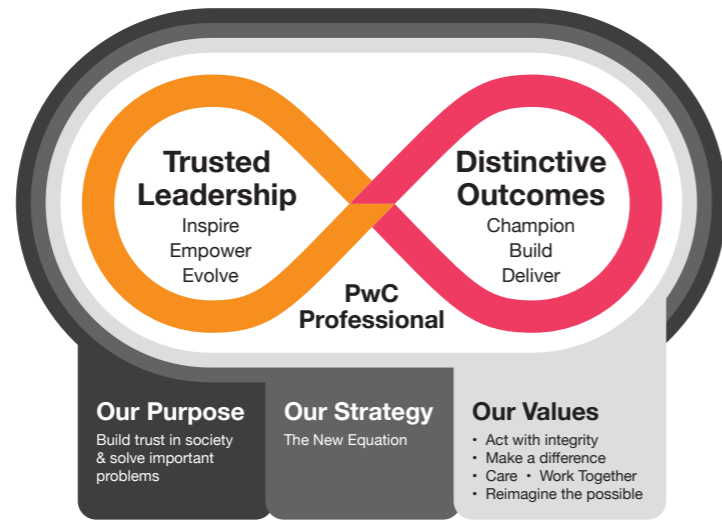 Trusted
Leadership
Inspire
Empower
Evolve
Distinctive
Outcomes
Champion
Build
Deliver
PwC
Professional
Our Purpose
Build trust in society
& solve important
problems
Our Strategy
The New Equation
Our Values
• Act with integrity
• Make a difference
• Care • Work Together
• Reimagine the possible